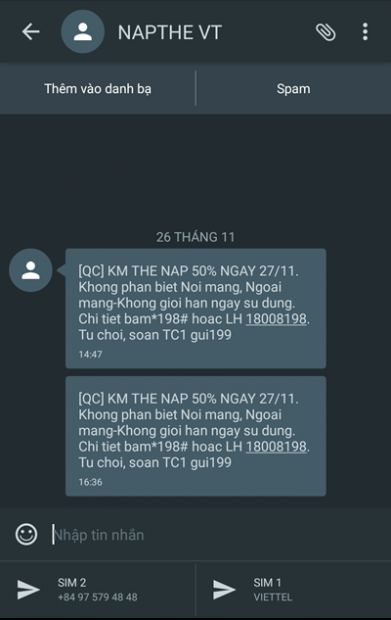 NAPTHE VT
Thêm vào danh bạ
Spam
26 THÁNG 11
[QC] KM THE NAP 50% NGAY 27/11.
Khong phan biet Noi mang, Ngoai
mang-Khong gioi han ngay su dung.
Chi tiet bam*198# hoac LH 18008198.
Tu choi, soan TC1 gui199
14:47
[QC] KM THE NAP 50% NGAY 27/11.
Khong phan biet Noi mang, Ngoai
mang-Khong gioi han ngay su dung.
Chi tiet bam*198# hoac LH 18008198.
Tu choi, soan TC1 gui199
16:36
Nhập tin nhắn
SIM 2
+84 97 579 48 48
SIM 1
VIETTEL